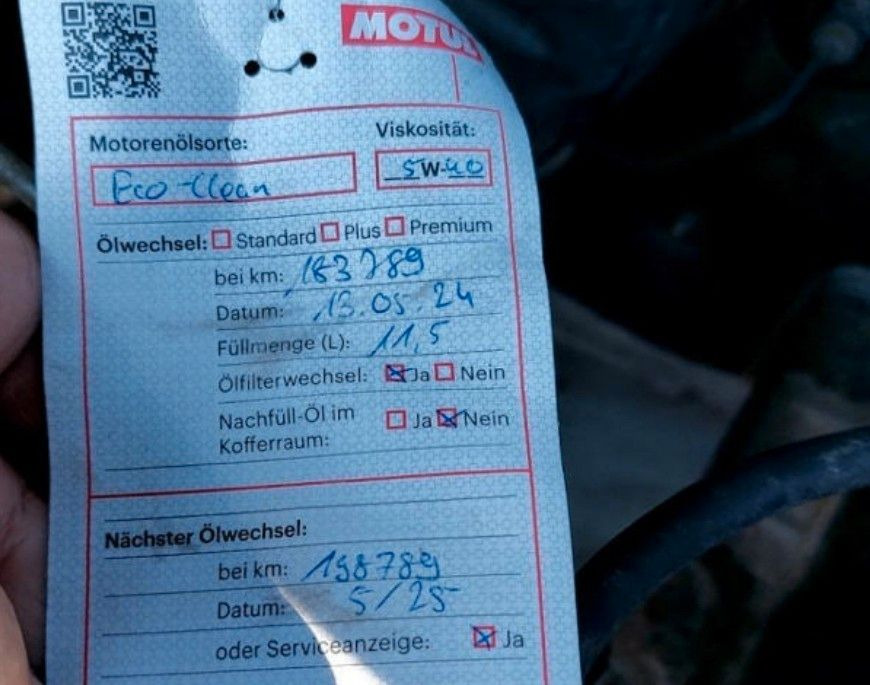 MOTUL
Motorenölsorte: Viskosität:
Eco-Clean 5W-40
Ölwechsel: Standard Plus Premium
bei km: 183789
Datum: 13.05.24
Füllmenge (L): 11,5
Ölfilterwechsel: Ja Nein
Nachfüll-Öl im Ja Nein
Kofferraum:
Nächster Ölwechsel:
bei km: 198789
Datum: 5/25
oder Serviceanzeige: Ja